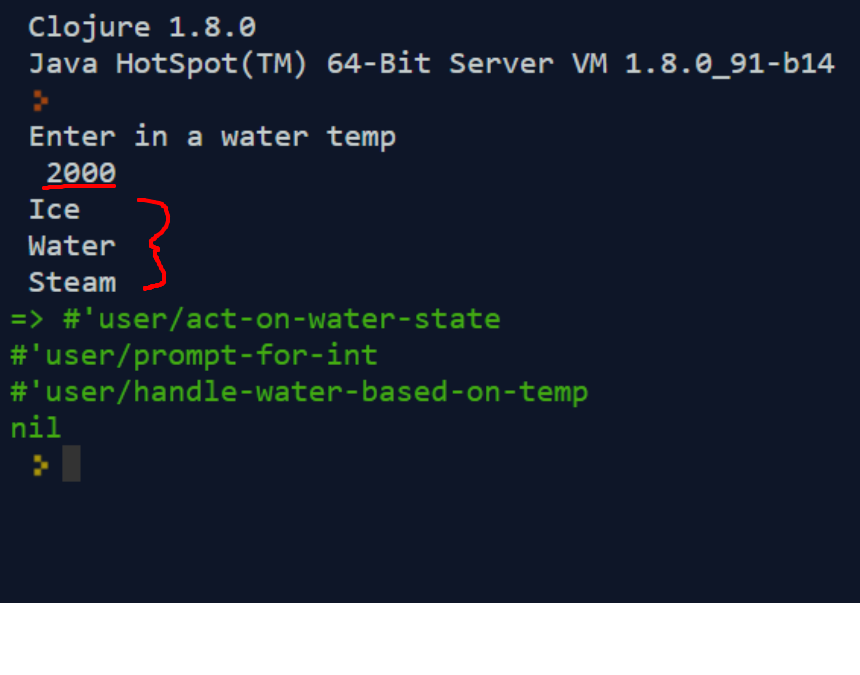 Clojure 1.8.0
Java HotSpot(TM) 64-Bit Server VM 1.8.0_91-b14
>
Enter in a water temp
2000
Ice
Water
Steam
=> #'user/act-on-water-state
#'user/prompt-for-int
#'user/handle-water-based-on-temp
nil
>